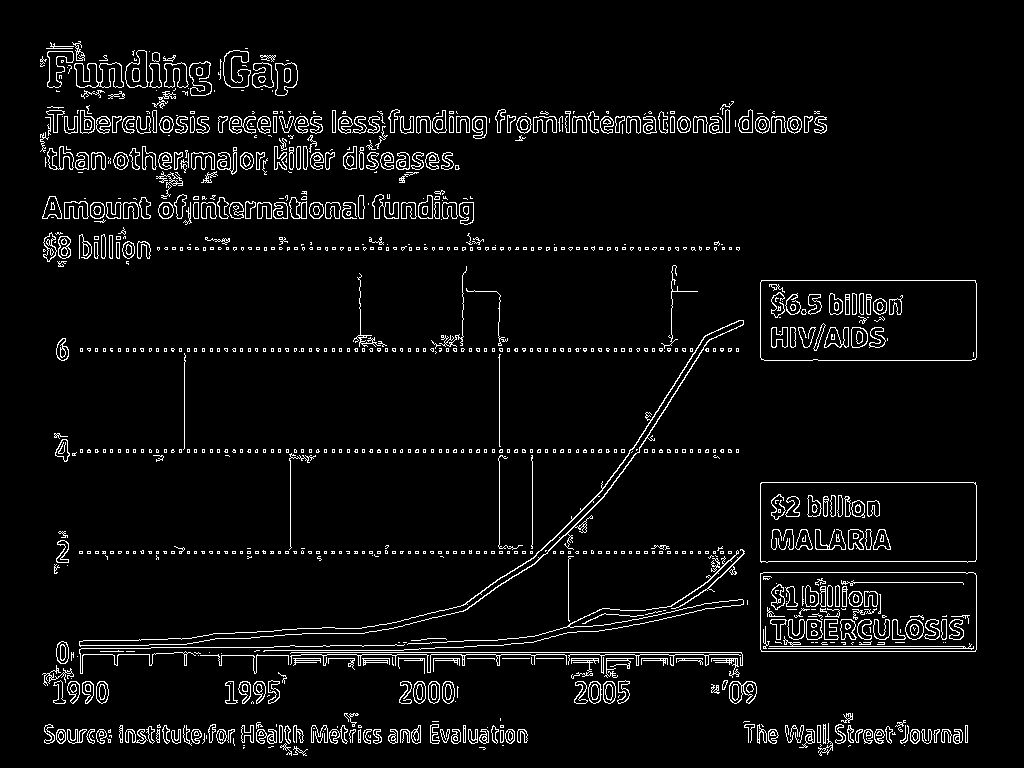 Funding Gap
Tuberculosis receives less funding from international donors
than other major killer diseases.
Amount of international funding
$8 billion
6
4
2
0
$6.5 billion
HIV/AIDS
$2 billion
MALARIA
$1 billion
TUBERCULOSIS
1990 1995 2000 2005 '09
Source: Institute for Health Metrics and Evaluation
The Wall Street Journal